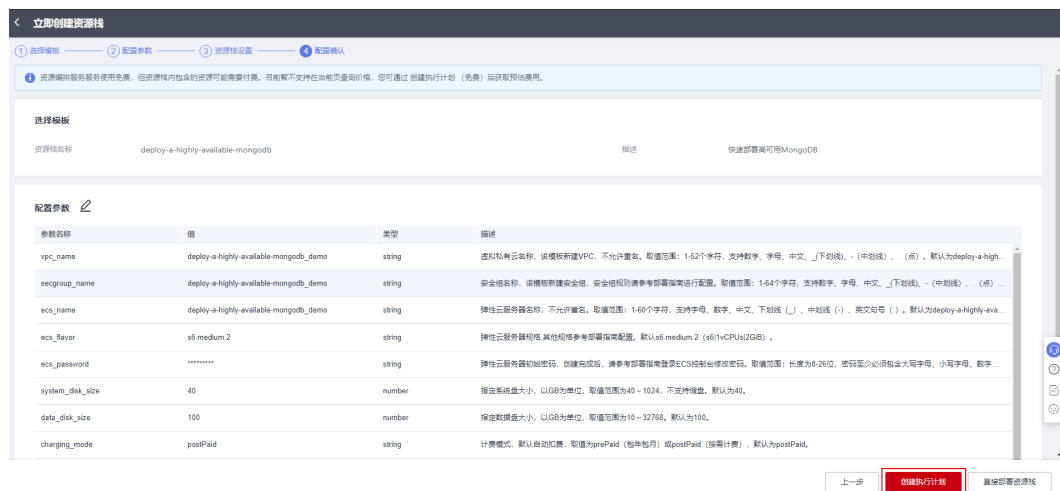 立即创建资源栈
1 选择模板 2 配置参数 3 资源栈设置 4 配置确认
资源编排服务服务使用免费，但资源栈内包含的资源可能需要付费。目前暂不支持在当前页查询价格，您可通过 创建执行计划 （免费）后获取预估费用。
选择模板
资源栈名称 deploy-a-highly-available-mongodb 描述 快速部署高可用MongoDB
配置参数
参数名称 值 类型 描述
vpc_name deploy-a-highly-available-mongodb_demo string 虚拟私有云名称，该模板新建VPC，不允许重名。取值范围：1-52个字符，支持数字、字母、中文、_(下划线)、-（中划线）、.（点）。默认为deploy-a-high...
secgroup_name deploy-a-highly-available-mongodb_demo string 安全组名称，该模板新建安全组，安全组规则请参考部署指南进行配置。取值范围：1-64个字符，支持数字、字母、中文、_(下划线)、-（中划线）、.（点）...
ecs_name deploy-a-highly-available-mongodb_demo string 弹性云服务器名称，不允许重名。取值范围：1-60个字符，支持字母、数字、中文、下划线（_）、中划线（-）、英文句号（.）。默认为deploy-a-highly-ava...
ecs_flavor s6.medium.2 string 弹性云服务器规格,其他规格参考部署指南配置。默认s6.medium.2（s6|1vCPUs|2GiB）。
ecs_password ********* string 弹性云服务器初始密码，创建完成后，请参考部署指南登录ECS控制台修改密码。取值范围：长度为8-26位，密码至少必须包含大写字母、小写字母、数字...
system_disk_size 40 number 指定系统盘大小，以GB为单位，取值范围为40～1024，不支持缩盘。默认为40。
data_disk_size 100 number 指定数据盘大小，以GB为单位，取值范围为10～32768。默认为100。
charging_mode postPaid string 计费模式，默认自动扣费，取值为prePaid（包年包月）或postPaid（按需计费），默认为postPaid。
上一步 创建执行计划 直接部署资源栈